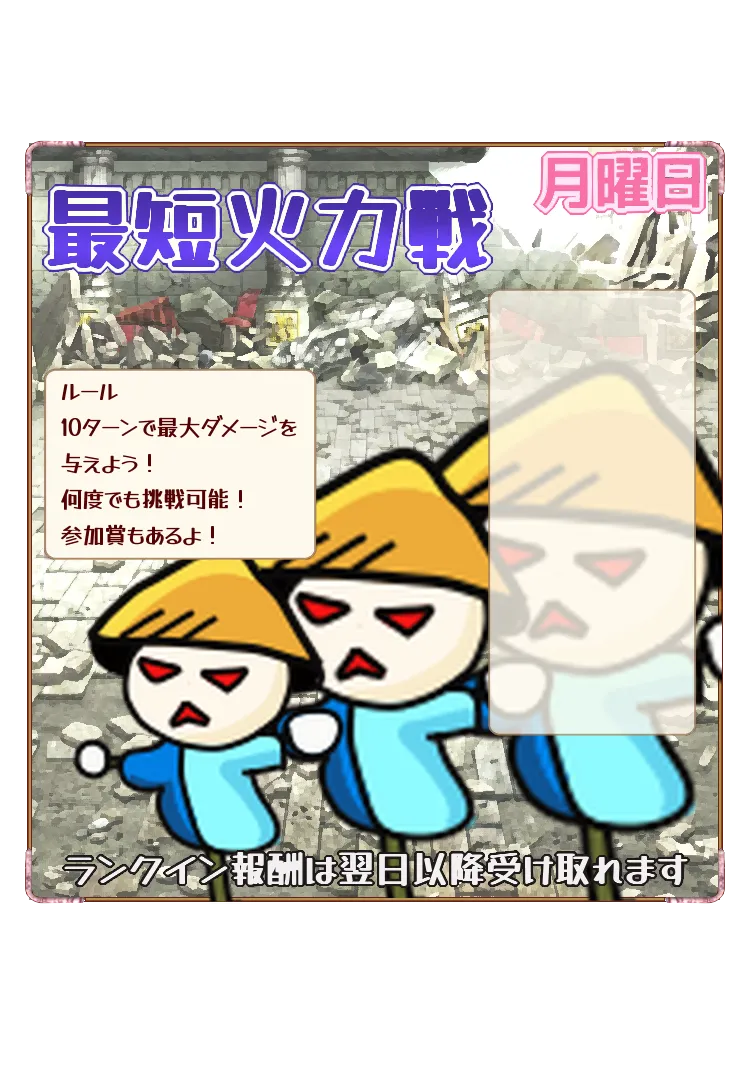 月曜日
最短火力戦
ルール
10ターンで最大ダメージを
与えよう!
何度でも挑戦可能!
参加賞もあるよ!
ランクイン報酬は翌日以降受け取れます